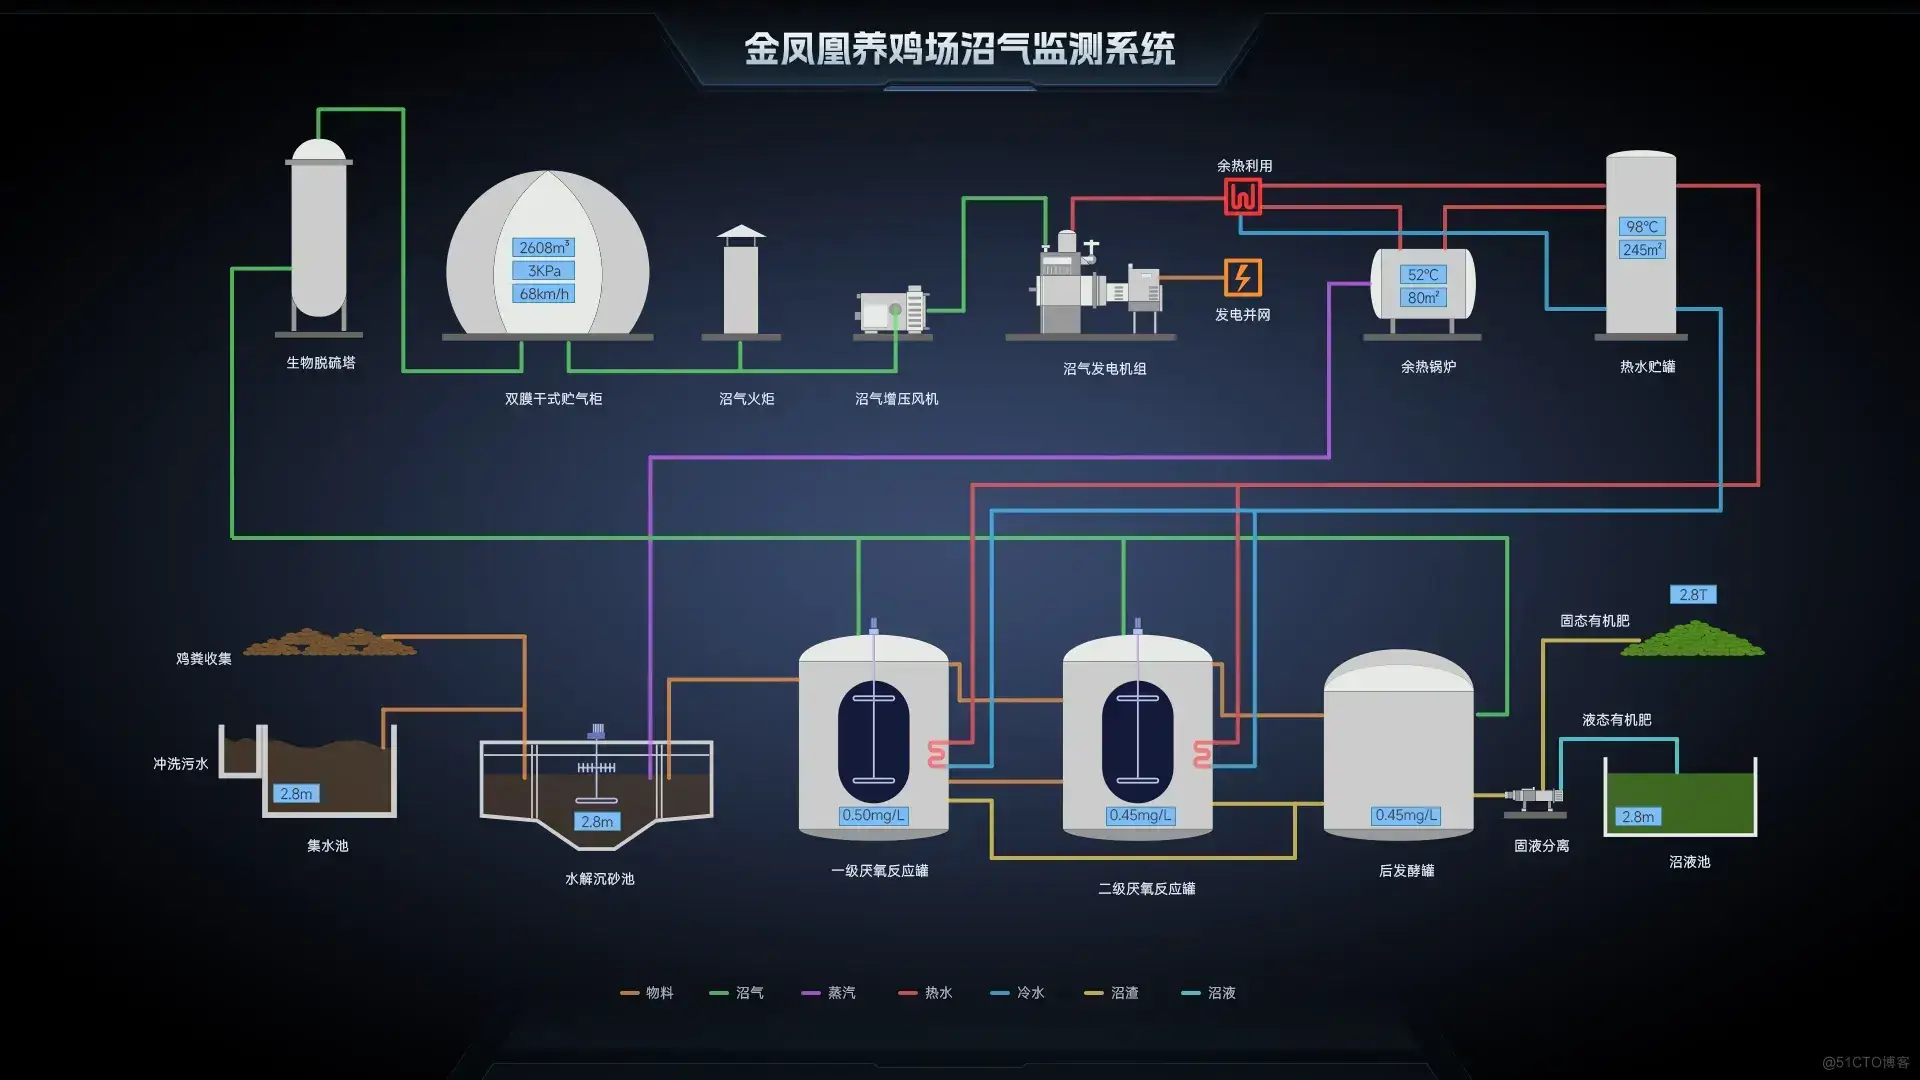 金凤凰养鸡场沼气监测系统
余热利用
2608m³
3KPa
68km/h
98℃
245m²
52℃
80m²
发电并网
生物脱硫塔
双膜干式贮气柜
沼气火炬
沼气增压风机
沼气发电机组
余热锅炉
热水贮罐
2.8T
固态有机肥
鸡粪收集
液态有机肥
冲洗污水
2.8m
2.8m
0.50mg/L
0.45mg/L
0.45mg/L
2.8m
集水池
水解沉砂池
一级厌氧反应罐
二级厌氧反应罐
后发酵罐
固液分离
沼液池
物料 沼气 蒸汽 热水 冷水 沼渣 沼液
@51CTO博客